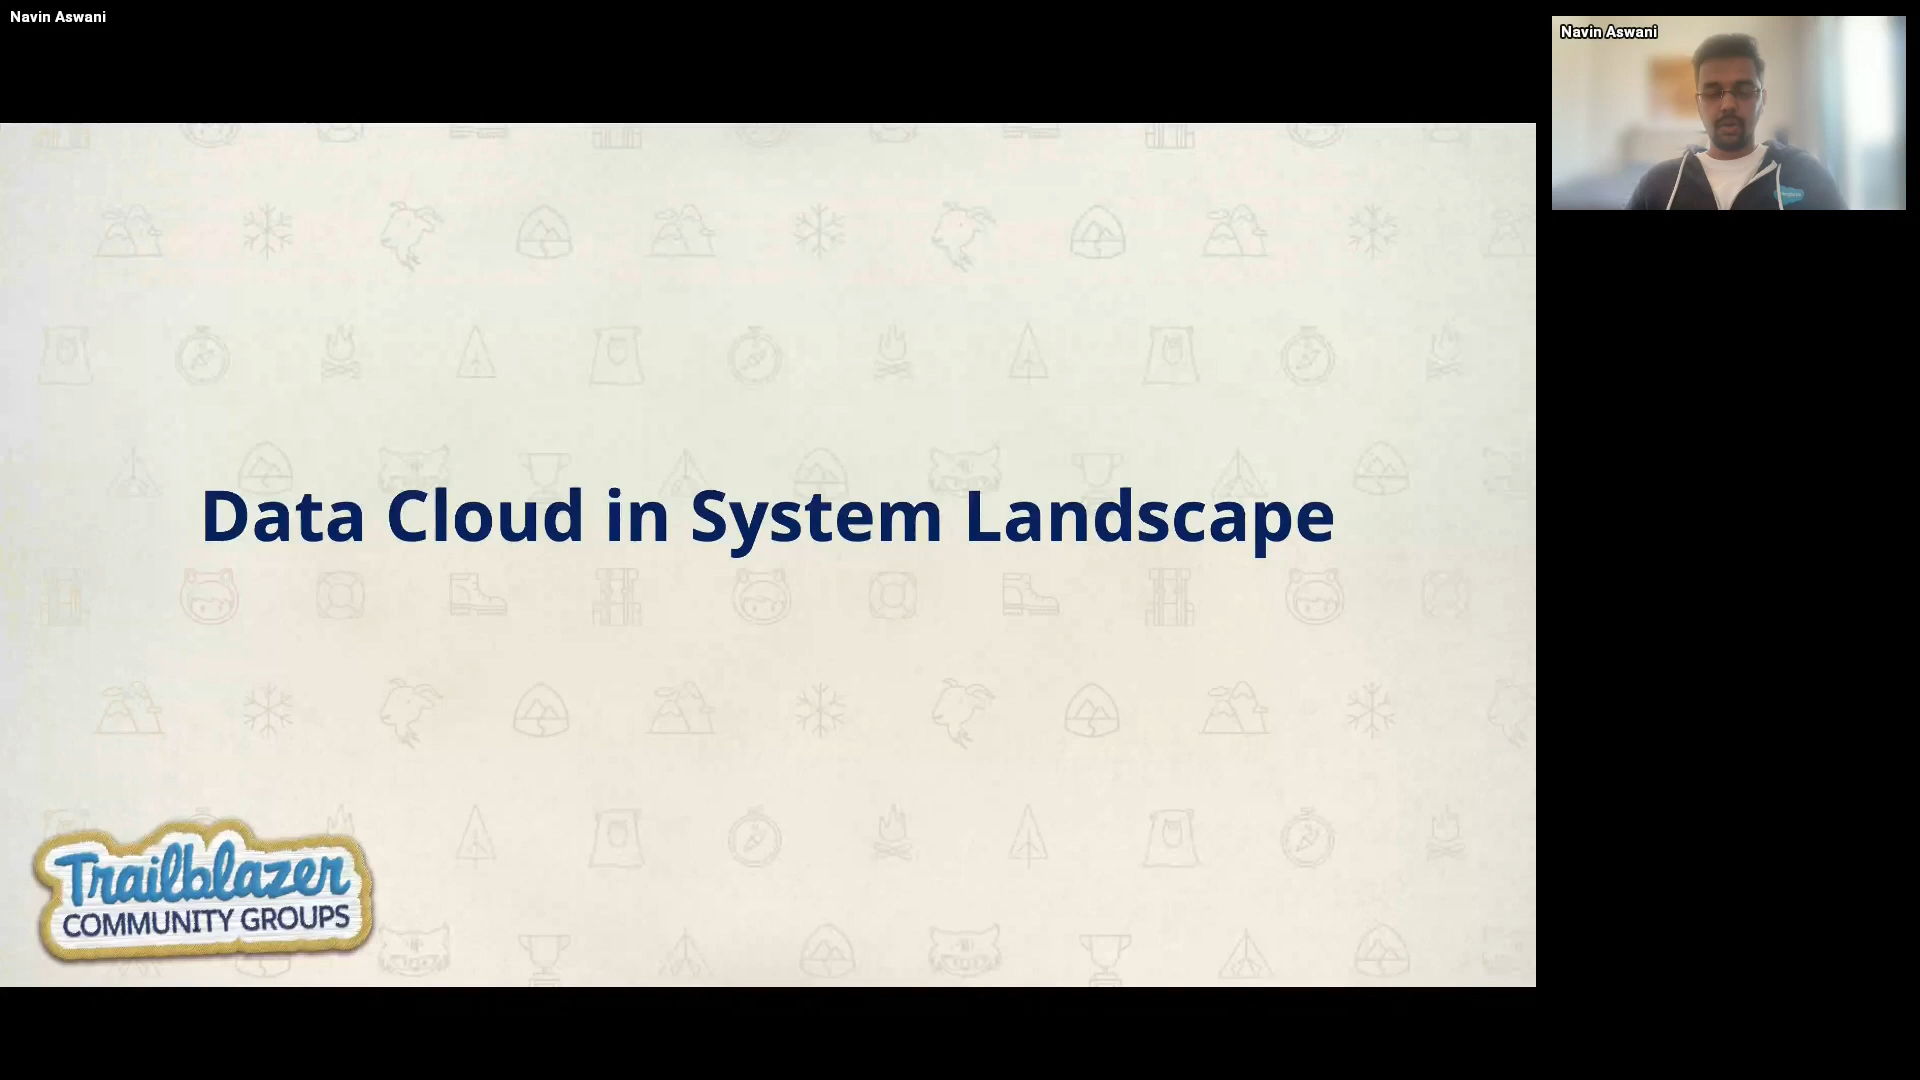 Navin Aswani
Navin Aswani
Data Cloud in System Landscape
Trailblazer
COMMUNITY GROUPS